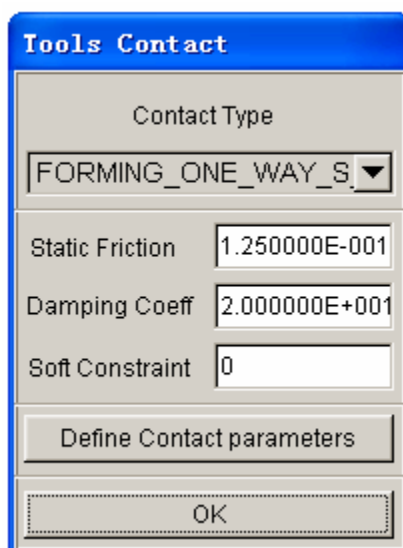 Tools Contact
Contact Type
FORMING_ONE_WAY_S_
Static Friction 1.250000E-001
Damping Coeff 2.000000E+001
Soft Constraint 0
Define Contact parameters
OK